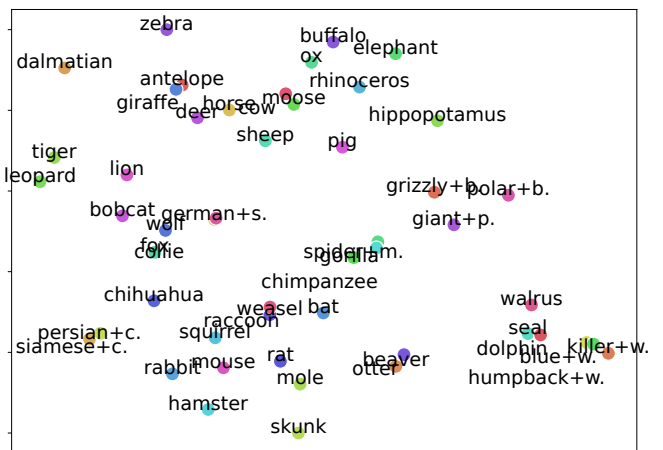 zebra
buffalo
ox
elephant
dalmatian
antelope
rhinoceros
giraffe
horse
cow
moose
deer
hippopotamus
sheep
pig
tiger
lion
leopard
grizzly+b.
polar+b.
bobcat
german+s.
giant+p.
wolf
fox
collie
spider+m.
gorilla
chimpanzee
chihuahua
weasel
bat
walrus
raccoon
persian+c.
squirrel
seal
siamese+c.
dolphin
killer+w.
blue+w.
rabbit
mouse
rat
beaver
otter
mole
humpback+w.
hamster
skunk